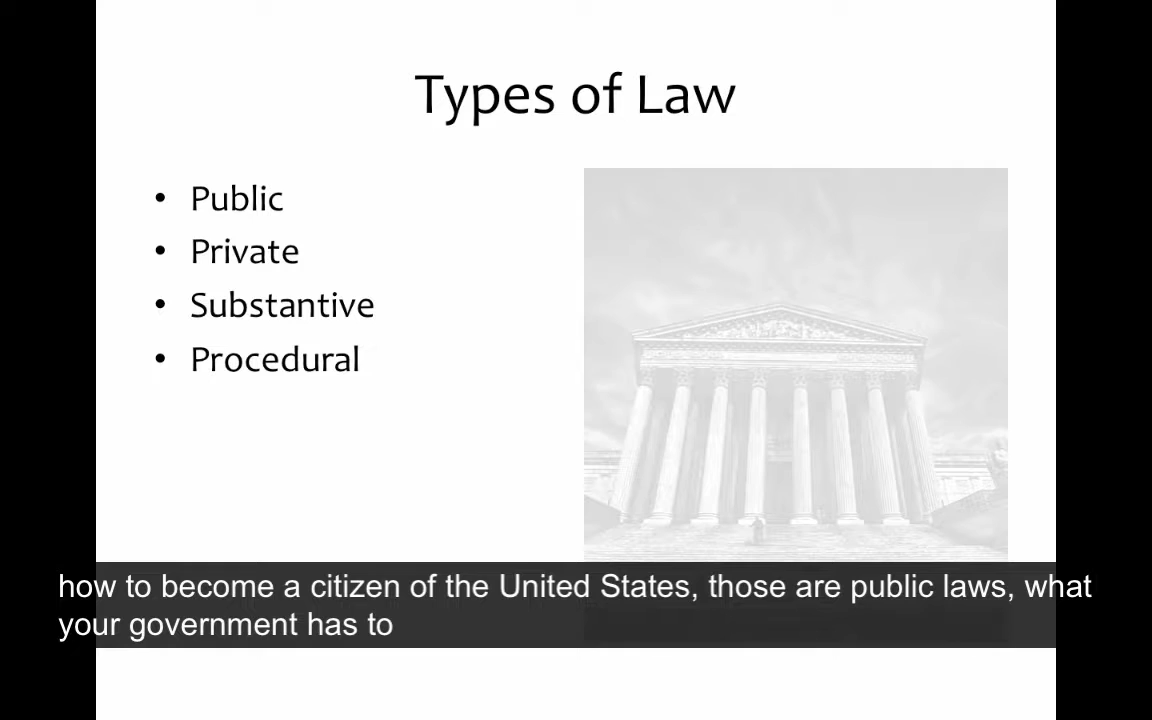 Types of Law
• Public
• Private
• Substantive
• Procedural
how to become a citizen of the United States, those are public laws, what
your government has to